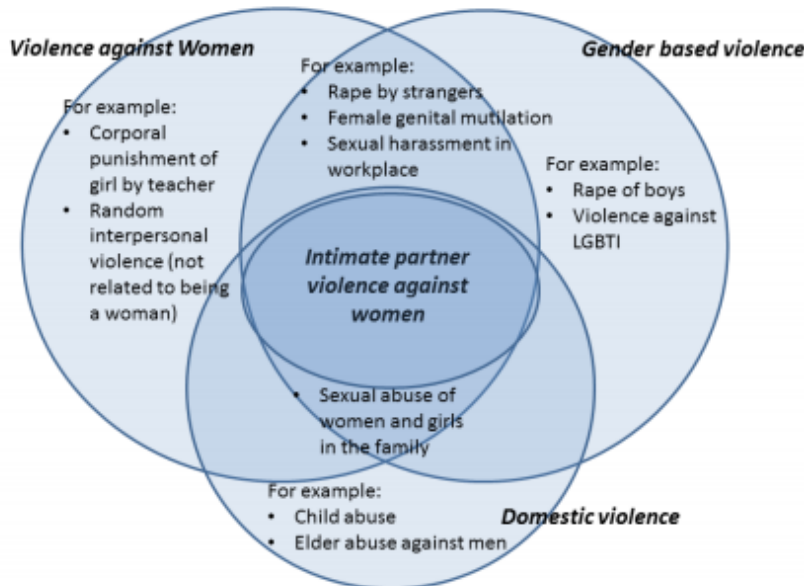 Violence against Women
For example:
• Corporal
punishment of
girl by teacher
• Random
interpersonal
violence (not
related to being
a woman)
For example:
• Rape by strangers
• Female genital mutilation
• Sexual harassment in
workplace
Gender based violence
For example:
• Rape of boys
• Violence against
LGBTI
Intimate partner
violence against
women
• Sexual abuse of
women and girls
in the family
For example:
• Child abuse
• Elder abuse against men
Domestic violence